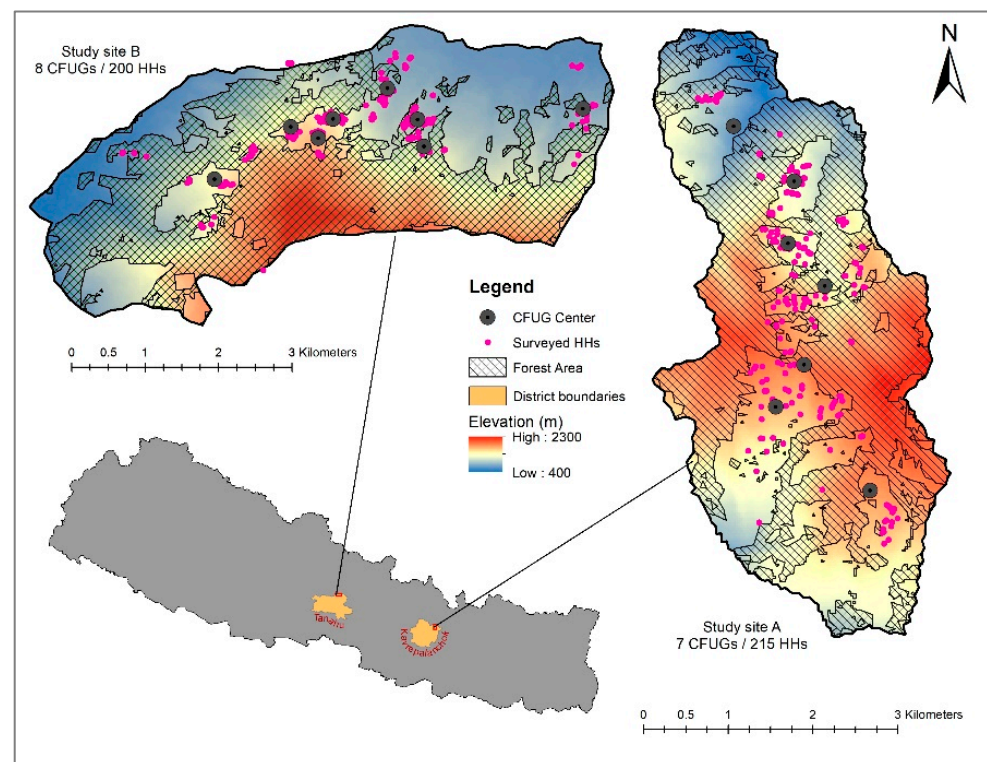 Study site B
8 CFUGs / 200 HHs
N
0 0.5 1 2 3 Kilometers
Legend
CFUG Center
Surveyed HHs
Forest Area
District boundaries
Elevation (m)
High : 2300
Low : 400
Tanahu
Kavrepalanchok
Study site A
7 CFUGs / 215 HHs
0 0.5 1 2 3 Kilometers